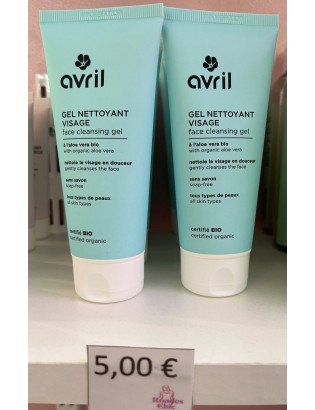 avril
GEL NETTOYANT
VISAGE
face cleansing gel
à l'aloe vera bio
with organic aloe vera
nettoie le visage en douceur
gently cleanses the face
sans savon
soap-free
tous types de peaux
all skin types
certifié BIO
certified organic
avril
GEL NETTOYANT
VISAGE
face cleansing gel
à l'aloe vera bio
with organic aloe vera
nettoie le visage en douceur
gently cleanses the face
sans savon
soap-free
tous types de peaux
all skin types
certifié BIO
certified organic
5,00 €
Rondes
Chic